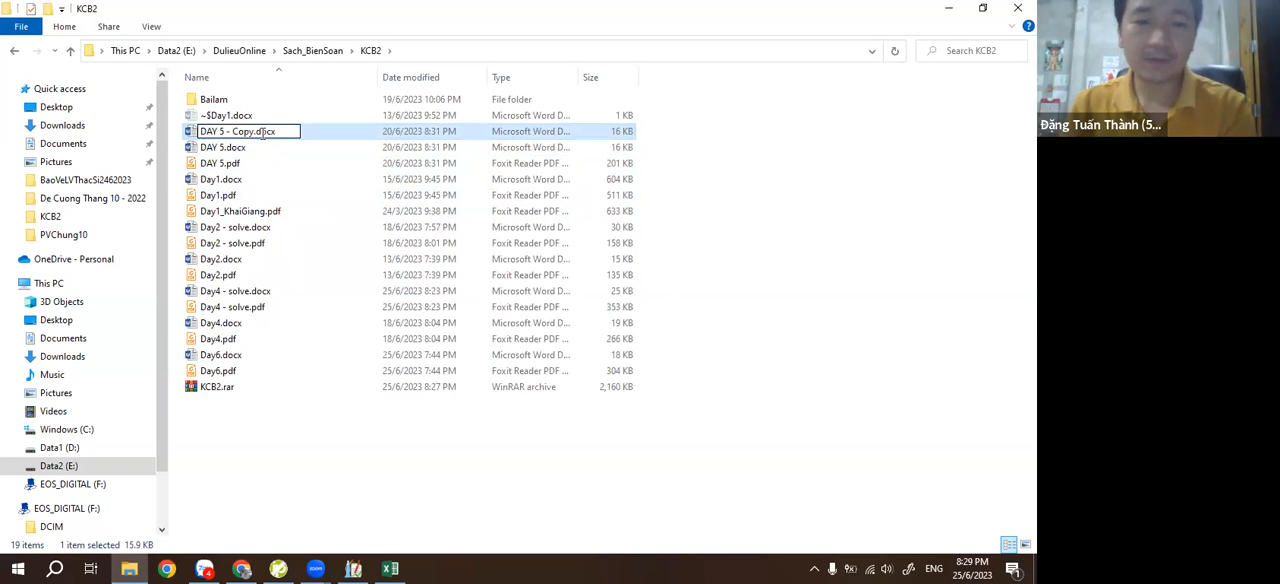 KCB2
File Home Share View
This PC Data2 (E:) DulieuOnline Sach_BienSoan KCB2
Search KCB2
Name Date modified Type Size
Bailam 19/6/2023 10:06 PM File folder
~$Day1.docx 13/6/2023 9:52 PM Microsoft Word D... 1 KB
DAY 5 - Copy.docx 20/6/2023 8:31 PM Microsoft Word D... 16 KB
DAY 5.docx 20/6/2023 8:31 PM Microsoft Word D... 16 KB
DAY 5.pdf 20/6/2023 8:31 PM Foxit Reader PDF ... 201 KB
Day1.docx 15/6/2023 9:45 PM Microsoft Word D... 604 KB
Day1.pdf 15/6/2023 9:45 PM Foxit Reader PDF ... 511 KB
Day1_KhaiGiang.pdf 24/3/2023 9:38 PM Foxit Reader PDF ... 633 KB
Day2 - solve.docx 18/6/2023 7:57 PM Microsoft Word D... 30 KB
Day2 - solve.pdf 18/6/2023 8:01 PM Foxit Reader PDF ... 158 KB
Day2.docx 13/6/2023 7:39 PM Microsoft Word D... 15 KB
Day2.pdf 13/6/2023 7:39 PM Foxit Reader PDF ... 135 KB
Day4 - solve.docx 25/6/2023 8:23 PM Microsoft Word D... 25 KB
Day4 - solve.pdf 25/6/2023 8:23 PM Foxit Reader PDF ... 353 KB
Day4.docx 18/6/2023 8:04 PM Microsoft Word D... 19 KB
Day4.pdf 18/6/2023 8:04 PM Foxit Reader PDF ... 266 KB
Day6.docx 25/6/2023 7:44 PM Microsoft Word D... 18 KB
Day6.pdf 25/6/2023 7:44 PM Foxit Reader PDF ... 304 KB
KCB2.rar 25/6/2023 8:27 PM WinRAR archive 2,160 KB
Quick access
Desktop
Downloads
Documents
Pictures
BaoVeLVThacSi2462023
De Cuong Thang 10 - 2022
KCB2
PVChung10
OneDrive - Personal
This PC
3D Objects
Desktop
Documents
Downloads
Music
Pictures
Videos
Windows (C:)
Data1 (D:)
Data2 (E:)
EOS_DIGITAL (F:)
EOS_DIGITAL (F:)
DCIM
19 items 1 item selected 15.9 KB
Đặng Tuấn Thành (5...
4
ENG
8:29 PM
25/6/2023
1